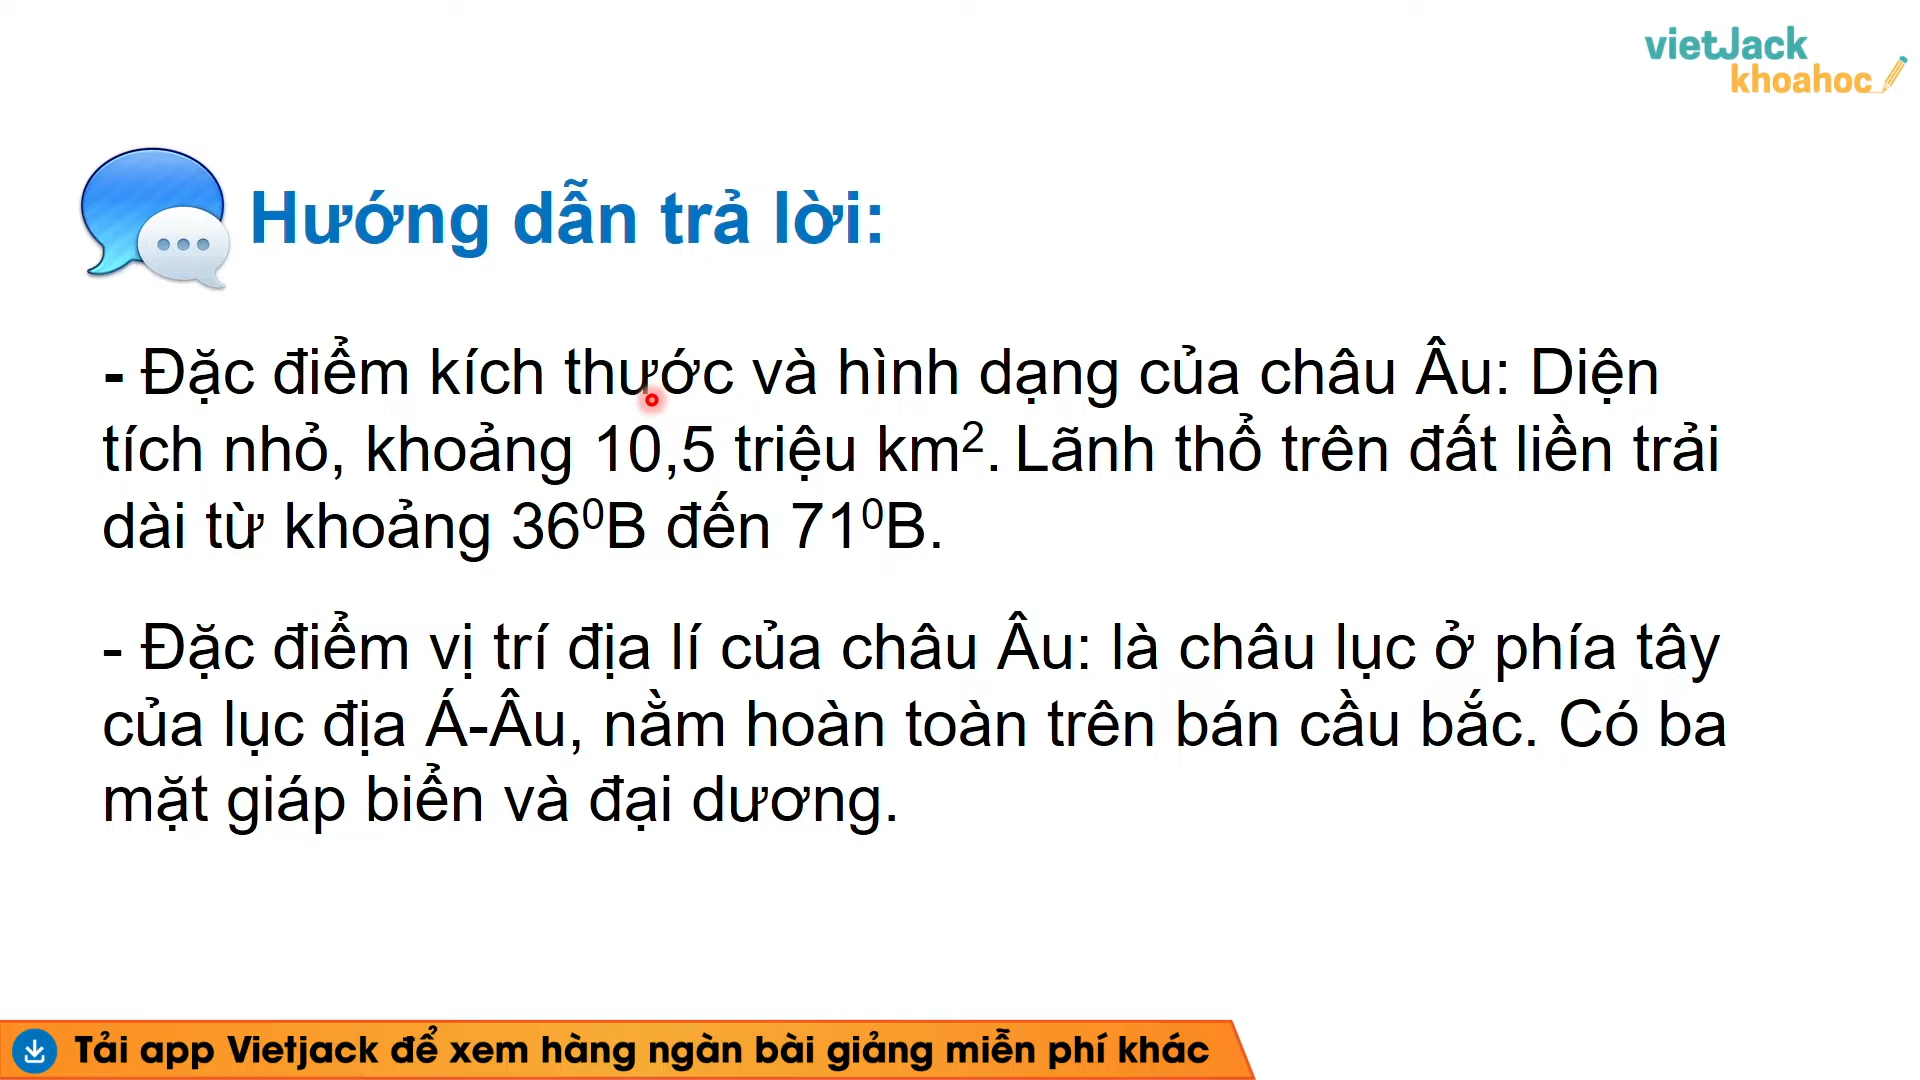 vietJack
khoahoc
Hướng dẫn trả lời:
- Đặc điểm kích thước và hình dạng của châu Âu: Diện
tích nhỏ, khoảng 10,5 triệu km². Lãnh thổ trên đất liền trải
dài từ khoảng 36⁰B đến 71⁰B.
- Đặc điểm vị trí địa lí của châu Âu: là châu lục ở phía tây
của lục địa Á-Âu, nằm hoàn toàn trên bán cầu bắc. Có ba
mặt giáp biển và đại dương.
Tải app Vietjack để xem hàng ngàn bài giảng miễn phí khác